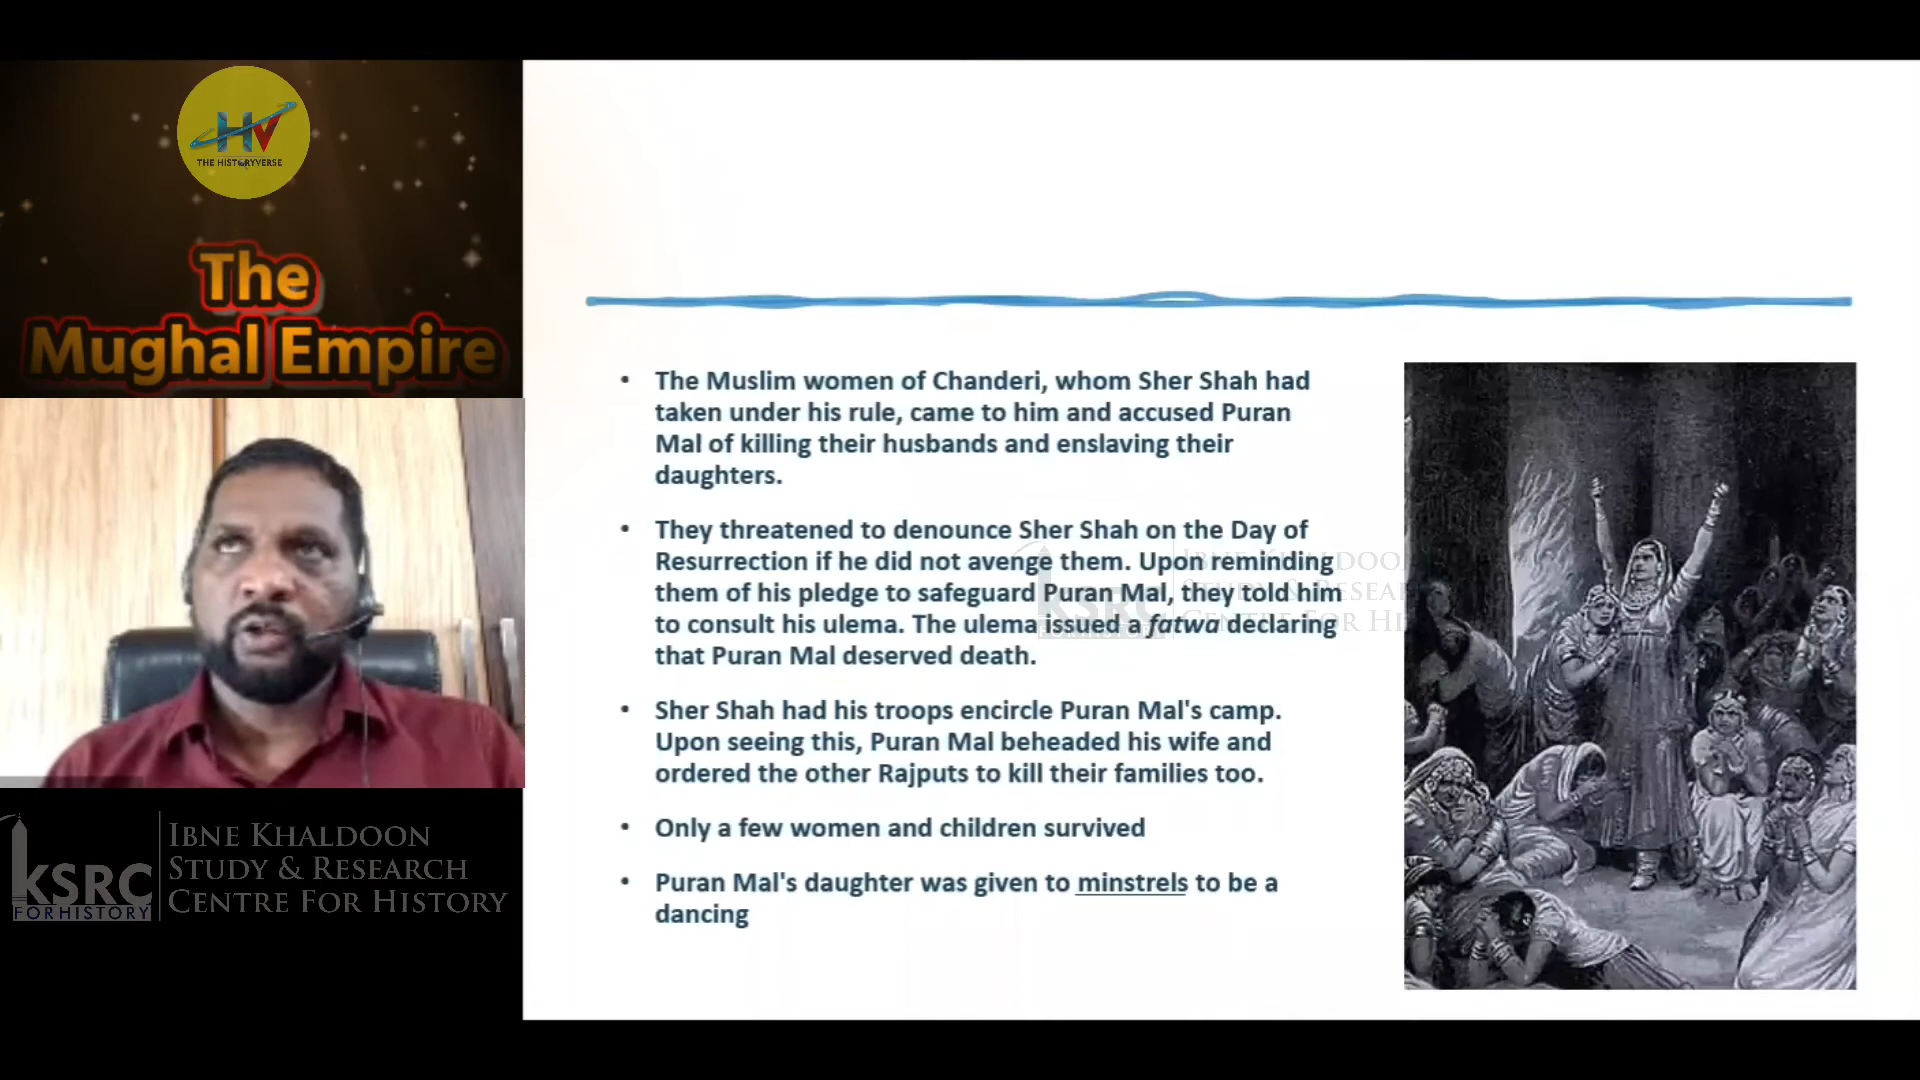 HV
THE HISTORYVERSE
The
Mughal Empire
KSRC
FOR HISTORY
IBNE KHALDOON
STUDY & RESEARCH
CENTRE FOR HISTORY
• The Muslim women of Chanderi, whom Sher Shah had
taken under his rule, came to him and accused Puran
Mal of killing their husbands and enslaving their
daughters.
• They threatened to denounce Sher Shah on the Day of
Resurrection if he did not avenge them. Upon reminding
them of his pledge to safeguard Puran Mal, they told him
to consult his ulema. The ulema issued a fatwa declaring
that Puran Mal deserved death.
• Sher Shah had his troops encircle Puran Mal's camp.
Upon seeing this, Puran Mal beheaded his wife and
ordered the other Rajputs to kill their families too.
• Only a few women and children survived
• Puran Mal's daughter was given to minstrels to be a
dancing